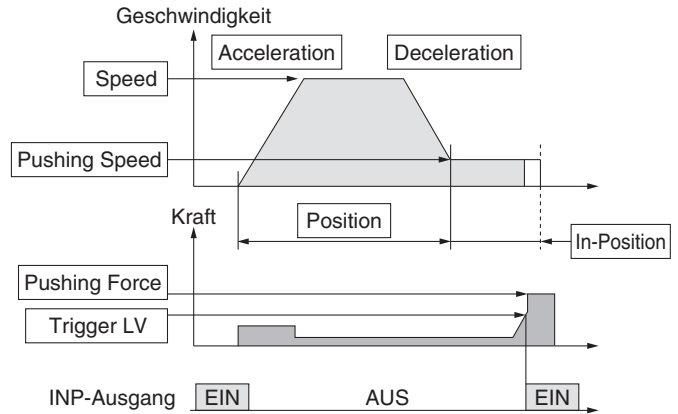 Geschwindigkeit
Acceleration
Deceleration
Speed
Pushing Speed
Kraft
Position
In-Position
Pushing Force
Trigger LV
INP-Ausgang
EIN
AUS
EIN